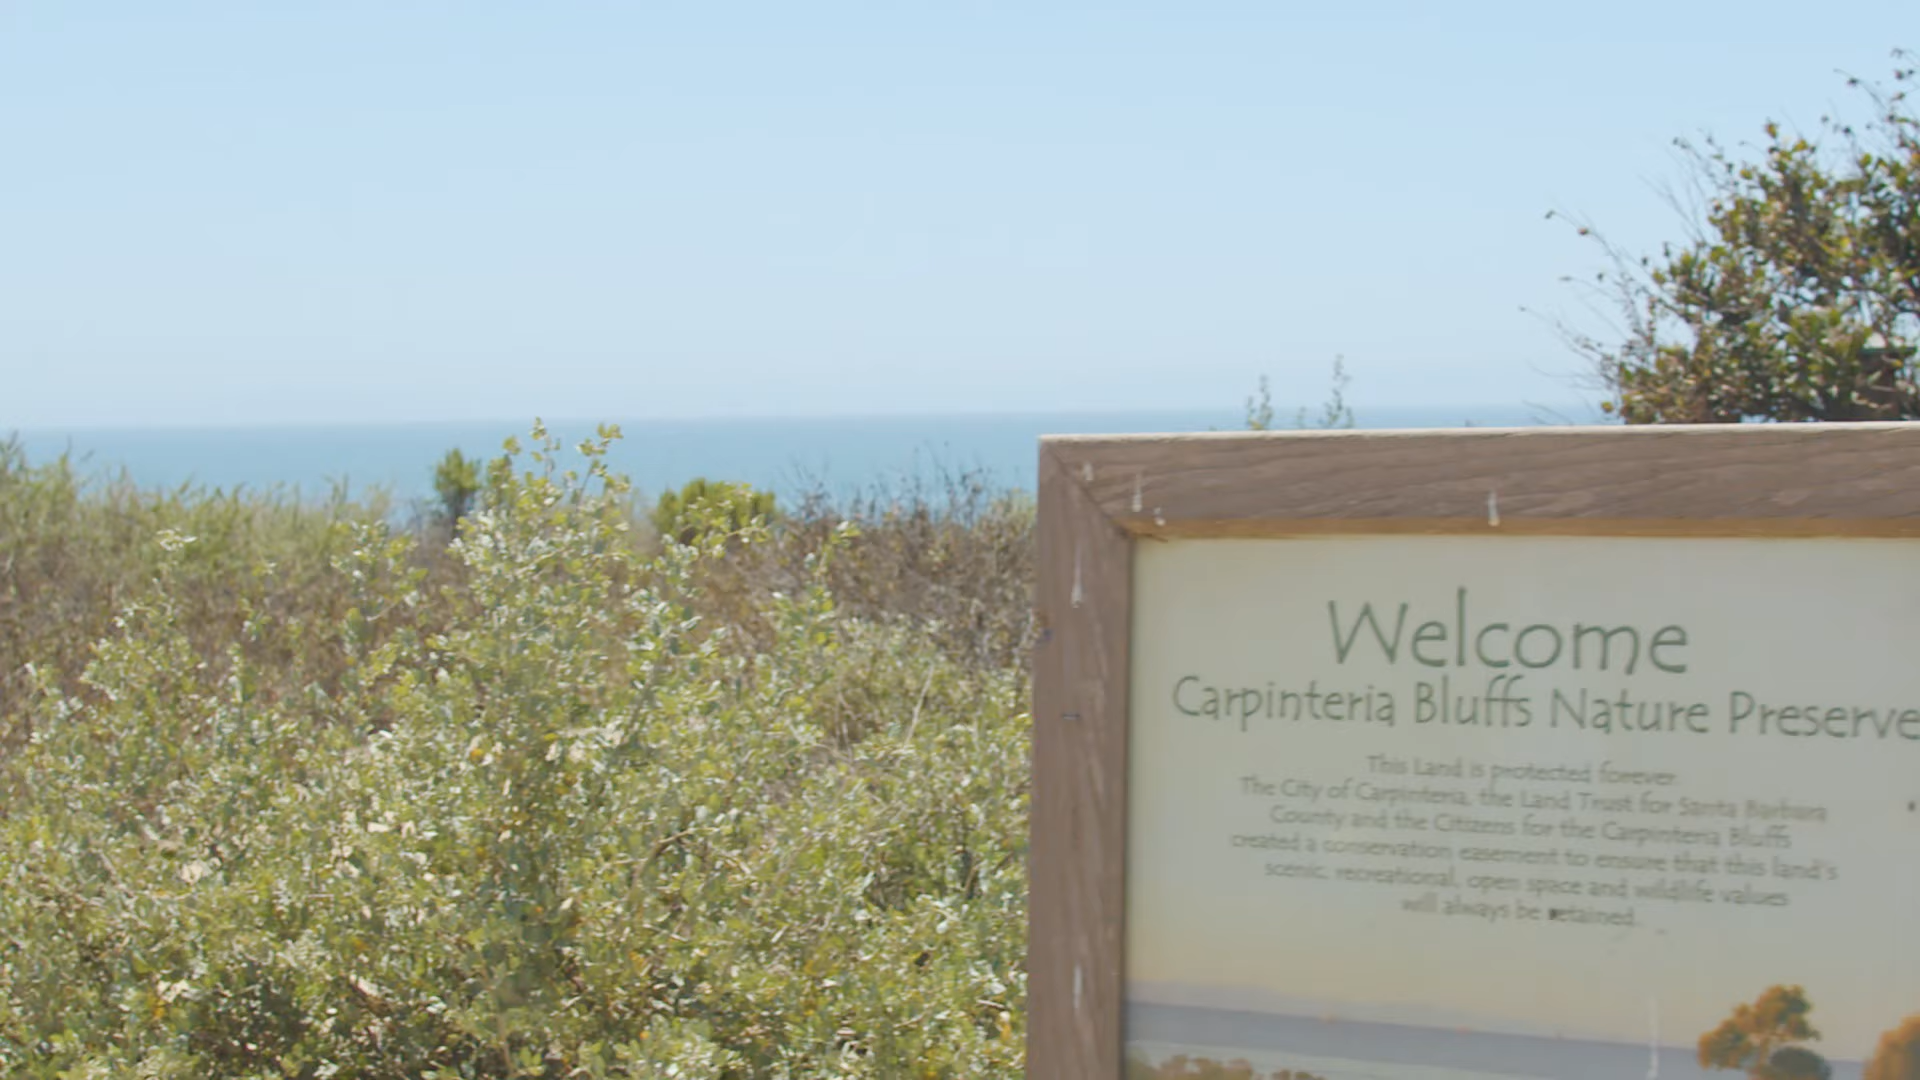 Welcome
Carpinteria Bluffs Nature Preserve
This Land is protected forever.
The City of Carpinteria, the Land Trust for Santa Barbara
County and the Citizens for the Carpinteria Bluffs
created a conservation easement to ensure that this land's
scenic, recreational, open space and wildlife values
will always be retained.